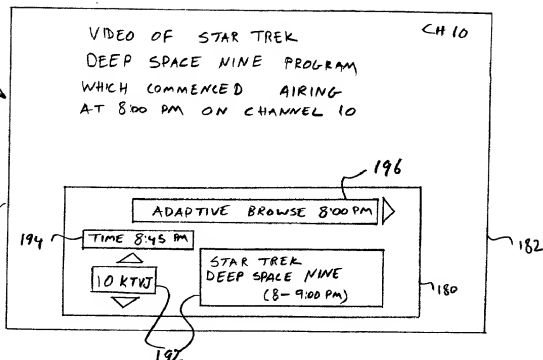 VIDEO OF STAR TREK
CH 10
DEEP SPACE NINE PROGRAM
WHICH COMMENCED AIRING
AT 8:00 PM ON CHANNEL 10
196
ADAPTIVE BROWSE 8:00 PM
194
TIME 8:45 PM
182
STAR TREK
DEEP SPACE NINE
(8-9:00 PM)
10 KTVJ
180
192